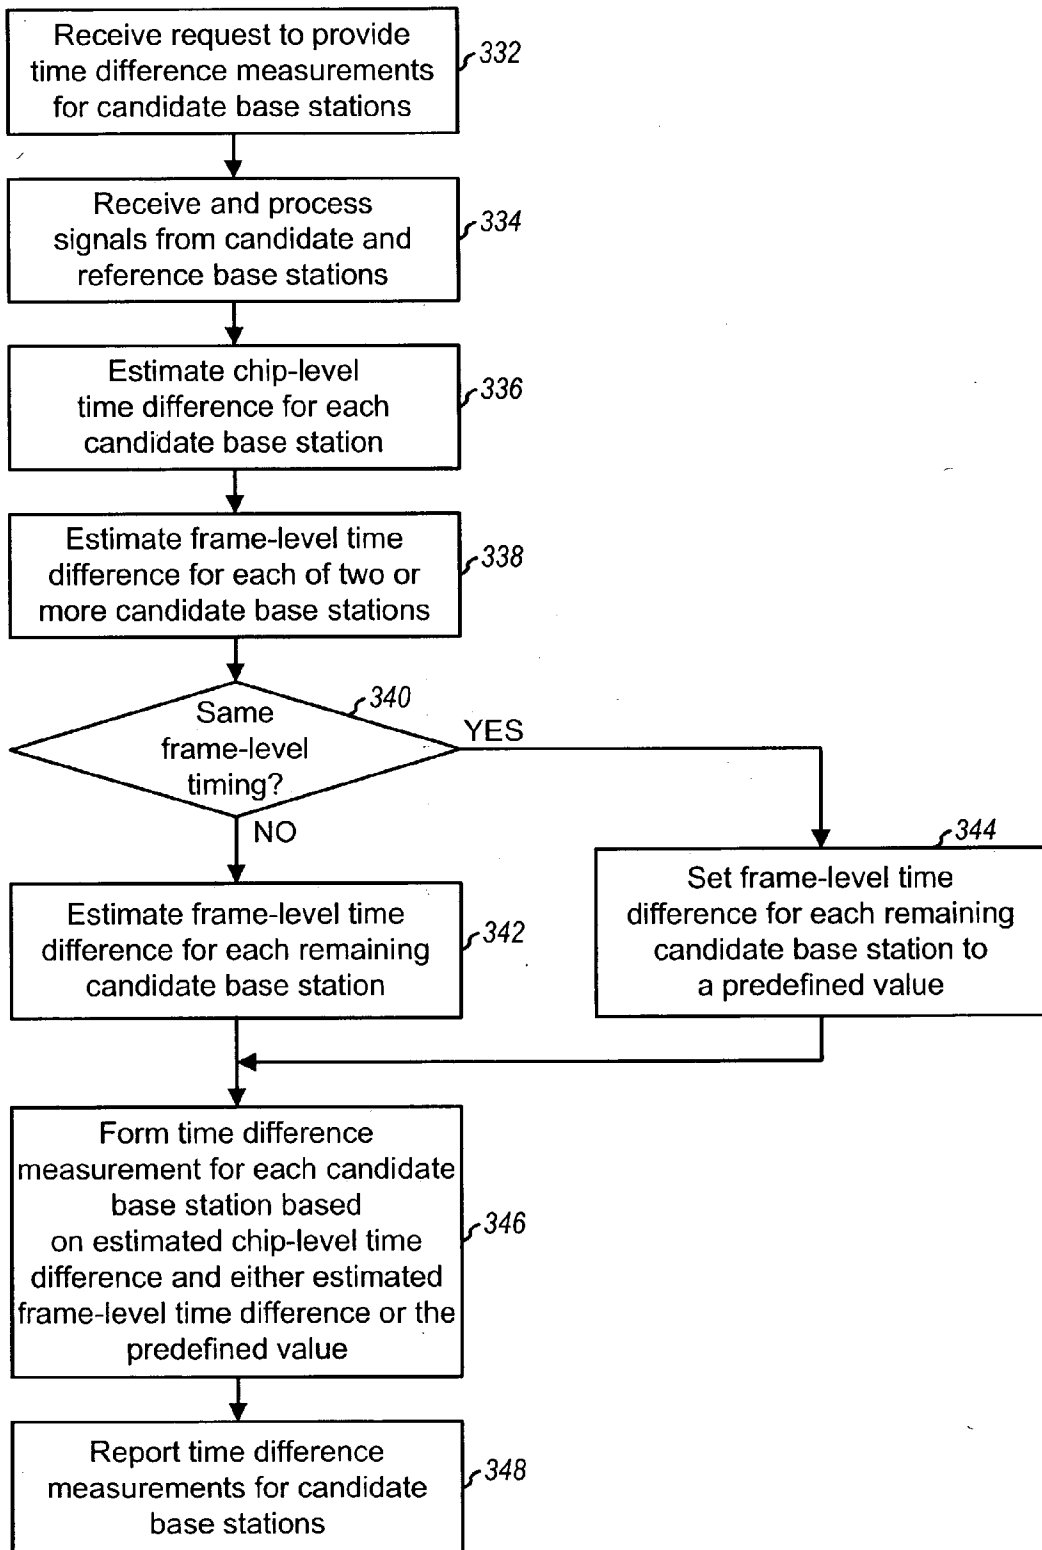 Receive request to provide
time difference measurements
for candidate base stations
332
Receive and process
signals from candidate and
reference base stations
334
Estimate chip-level
time difference for each
candidate base station
336
Estimate frame-level time
difference for each of two or
more candidate base stations
338
340
Same
frame-level
timing?
YES
NO
344
Set frame-level time
difference for each remaining
candidate base station to
a predefined value
Estimate frame-level time
difference for each remaining
candidate base station
342
Form time difference
measurement for each candidate
base station based
on estimated chip-level time
difference and either estimated
frame-level time difference or the
predefined value
346
Report time difference
measurements for candidate
base stations
348